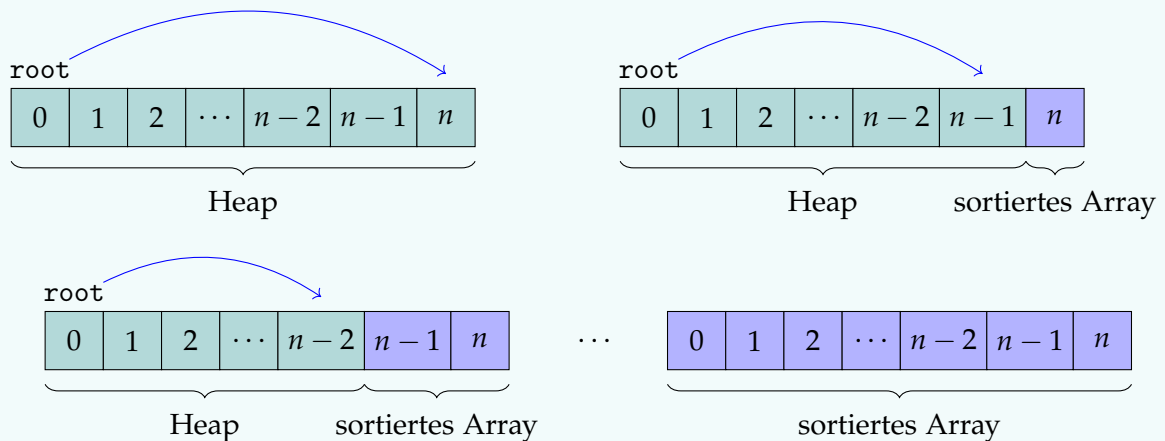 root
0 1 2 ⋯ n − 2 n − 1 n
Heap
root
0 1 2 ⋯ n − 2 n − 1 n
Heap sortiertes Array
root
0 1 2 ⋯ n − 2 n − 1 n
Heap sortiertes Array
⋯
0 1 2 ⋯ n − 2 n − 1 n
sortiertes Array